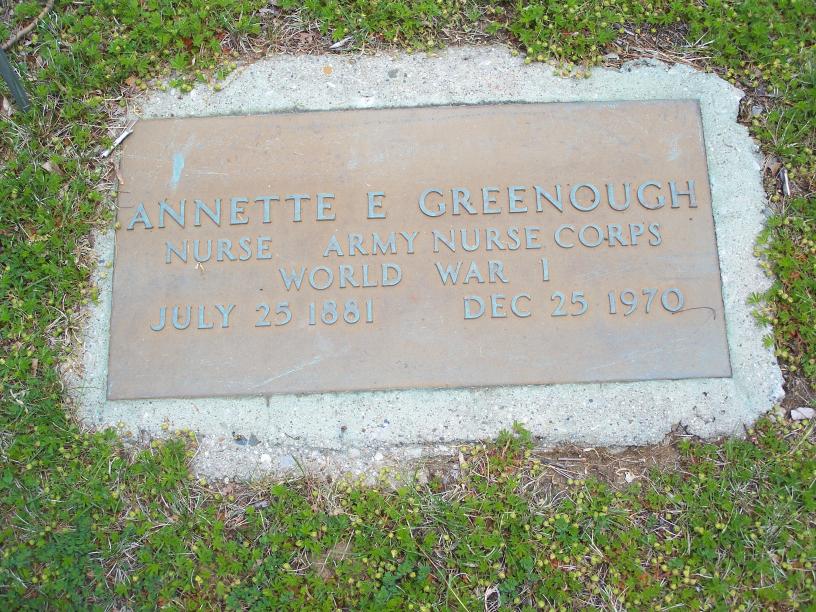 ANNETTE E GREENOUGH
NURSE ARMY NURSE CORPS
WORLD WAR I
JULY 25 1881 DEC 25 1970